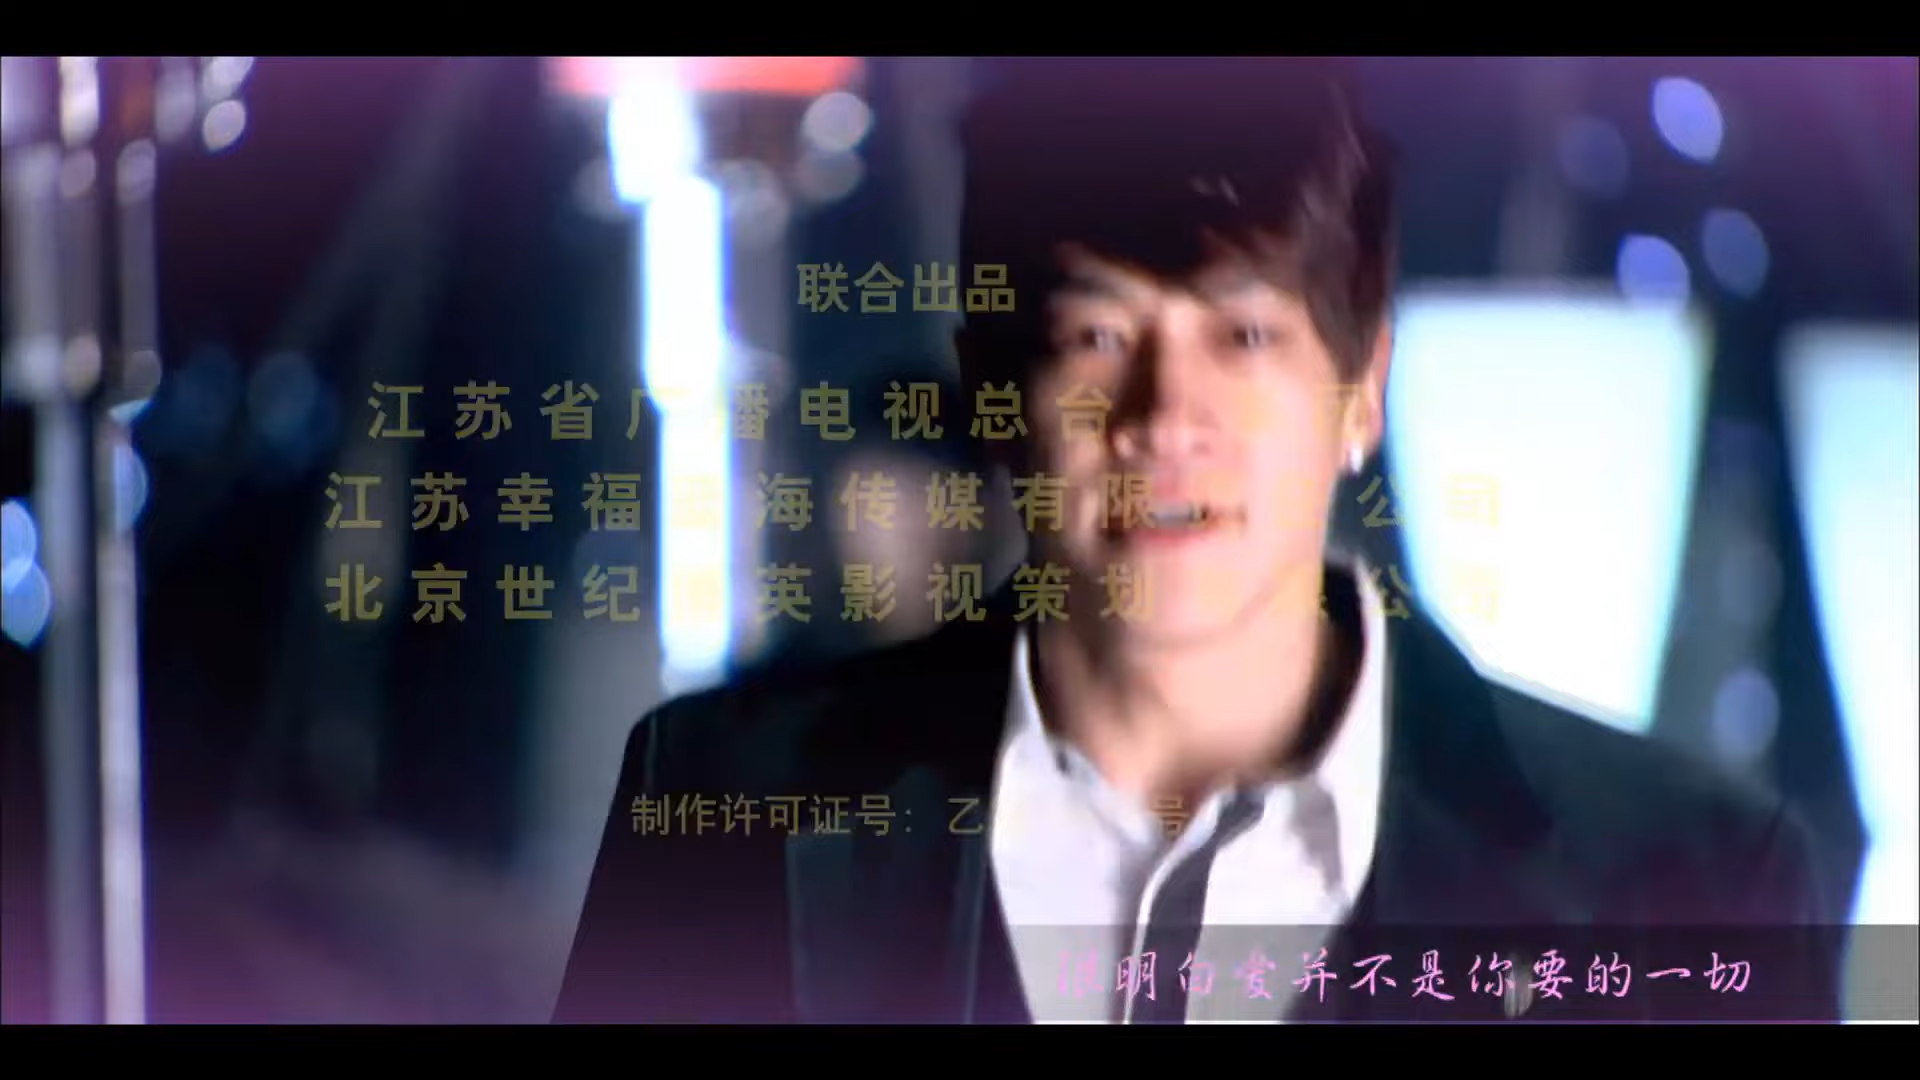 联合出品
江苏省广播电视总台
江苏幸福蓝海传媒有限公司
北京世纪英影视策划公司
制作许可证号：乙号
很明白爱并不是你要的一切